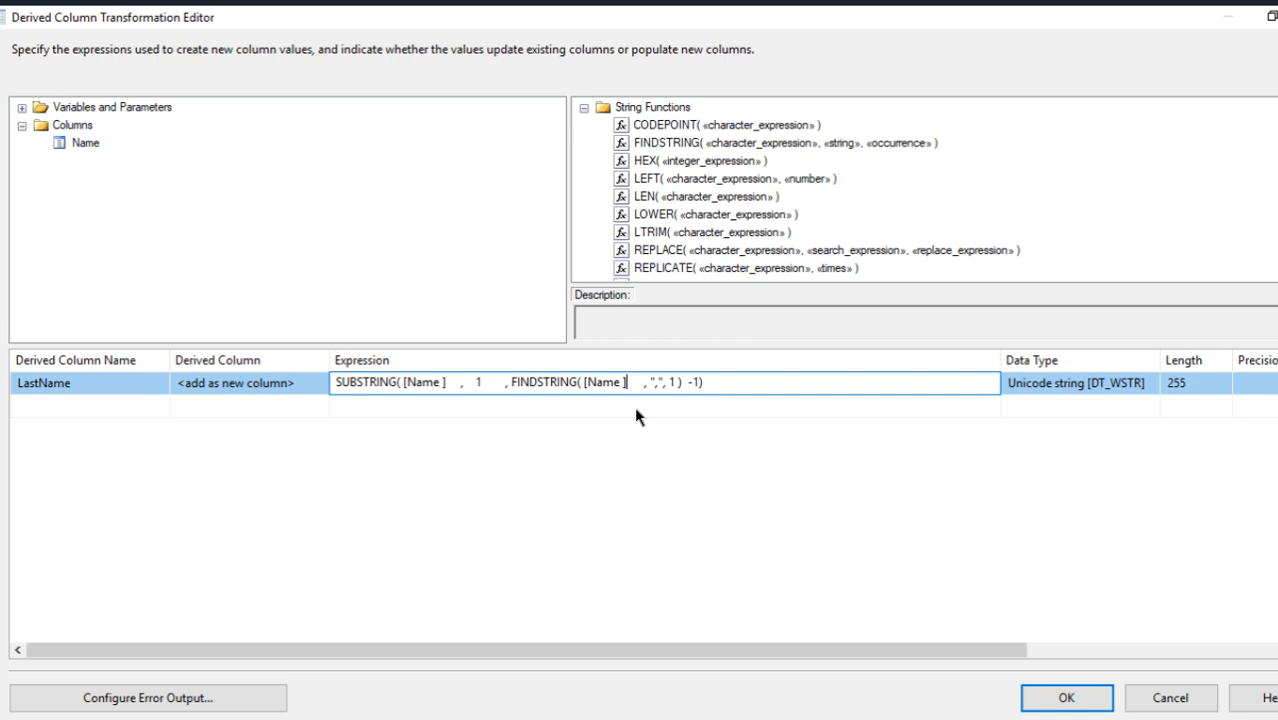 Derived Column Transformation Editor
Specify the expressions used to create new column values, and indicate whether the values update existing columns or populate new columns.
Variables and Parameters
Columns
Name
String Functions
CODEPOINT( «character_expression» )
FINDSTRING( «character_expression», «string», «occurrence» )
HEX( «integer_expression» )
LEFT( «character_expression», «number» )
LEN( «character_expression» )
LOWER( «character_expression» )
LTRIM( «character_expression» )
REPLACE( «character_expression», «search_expression», «replace_expression» )
REPLICATE( «character_expression», «times» )
Description:
Derived Column Name Derived Column Expression Data Type Length Precisio
LastName <add as new column> SUBSTRING( [Name ] , 1 , FINDSTRING( [Name ] , ",", 1 ) -1) Unicode string [DT_WSTR] 255
Configure Error Output... OK Cancel He